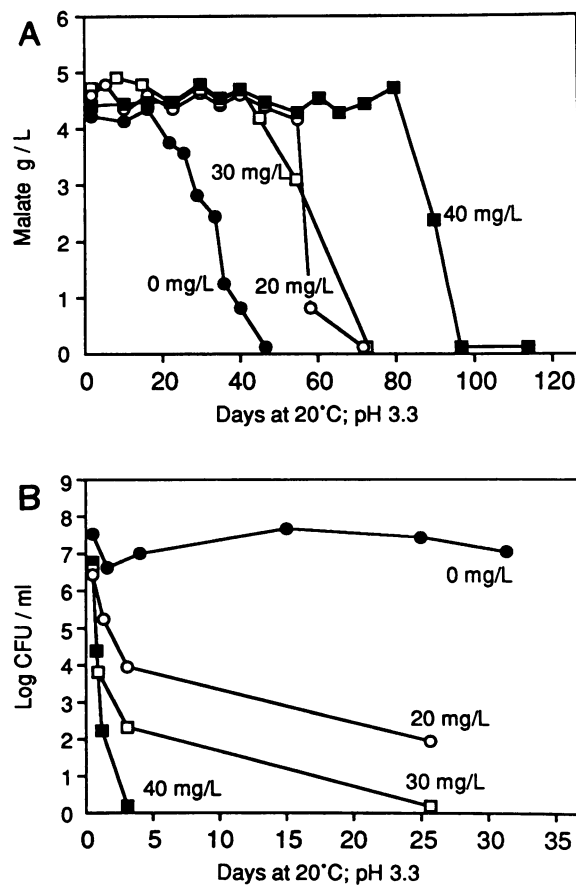 A
6
5
4
3
2
1
0
Malate g / L
30 mg/L
40 mg/L
0 mg/L
20 mg/L
0 20 40 60 80 100 120
Days at 20°C; pH 3.3
B
9
8
7
6
5
4
3
2
1
0
Log CFU / ml
0 mg/L
20 mg/L
30 mg/L
40 mg/L
0 5 10 15 20 25 30 35
Days at 20°C; pH 3.3